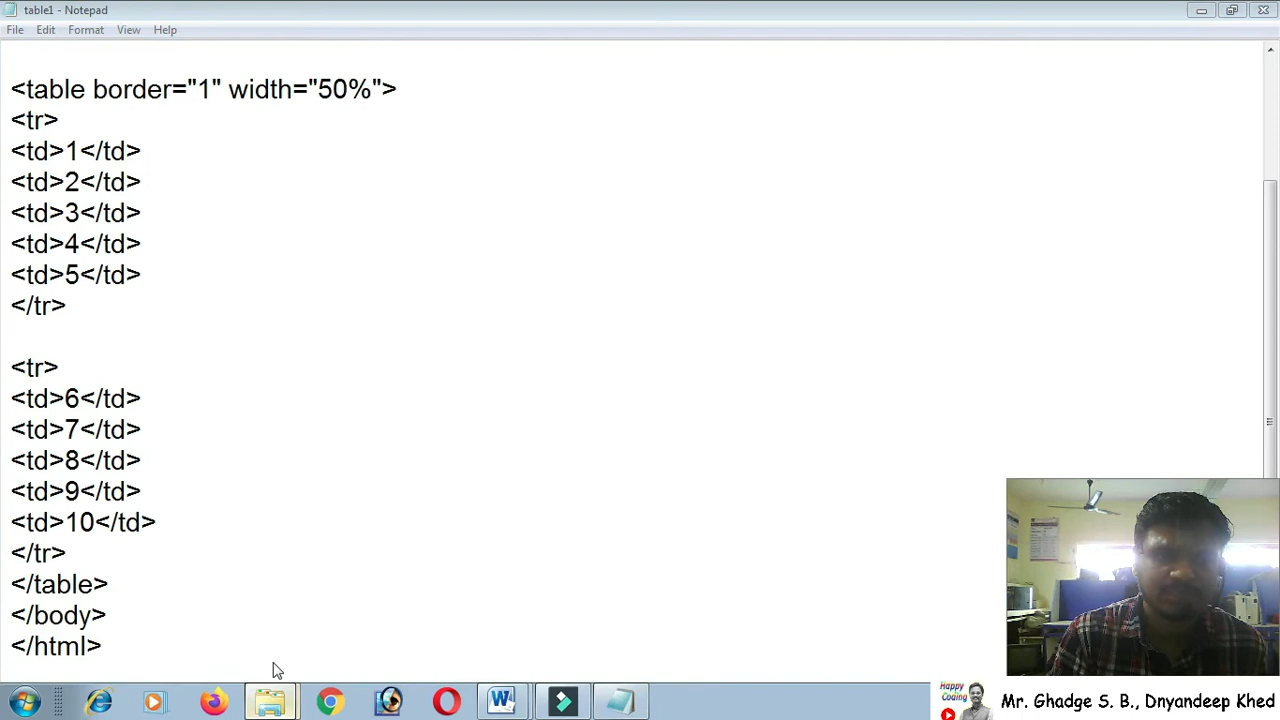 table1 - Notepad
File Edit Format View Help
<table border="1" width="50%">
<tr>
<td>1</td>
<td>2</td>
<td>3</td>
<td>4</td>
<td>5</td>
</tr>
<tr>
<td>6</td>
<td>7</td>
<td>8</td>
<td>9</td>
<td>10</td>
</tr>
</table>
</body>
</html>
Happy
Coding
Mr. Ghadge S. B., Dnyandeep Khed